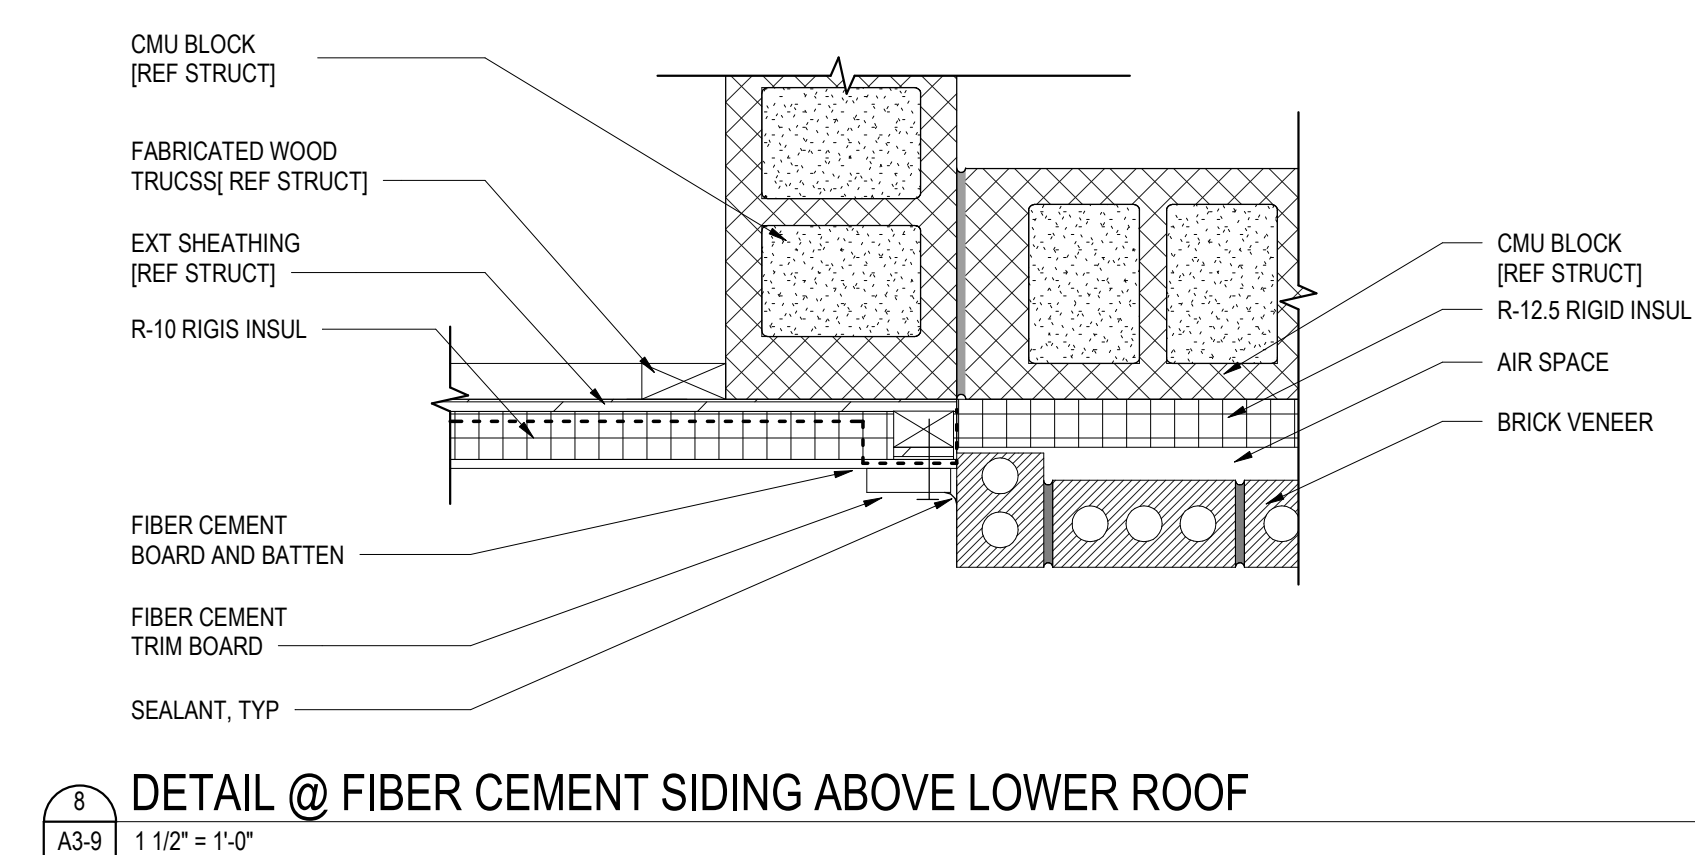 CMU BLOCK
[REF STRUCT]
FABRICATED WOOD
TRUCSS[ REF STRUCT]
EXT SHEATHING
[REF STRUCT]
R-10 RIGIS INSUL
FIBER CEMENT
BOARD AND BATTEN
FIBER CEMENT
TRIM BOARD
SEALANT, TYP
CMU BLOCK
[REF STRUCT]
R-12.5 RIGID INSUL
AIR SPACE
BRICK VENEER
8
DETAIL @ FIBER CEMENT SIDING ABOVE LOWER ROOF
A3-9
1 1/2" = 1'-0"